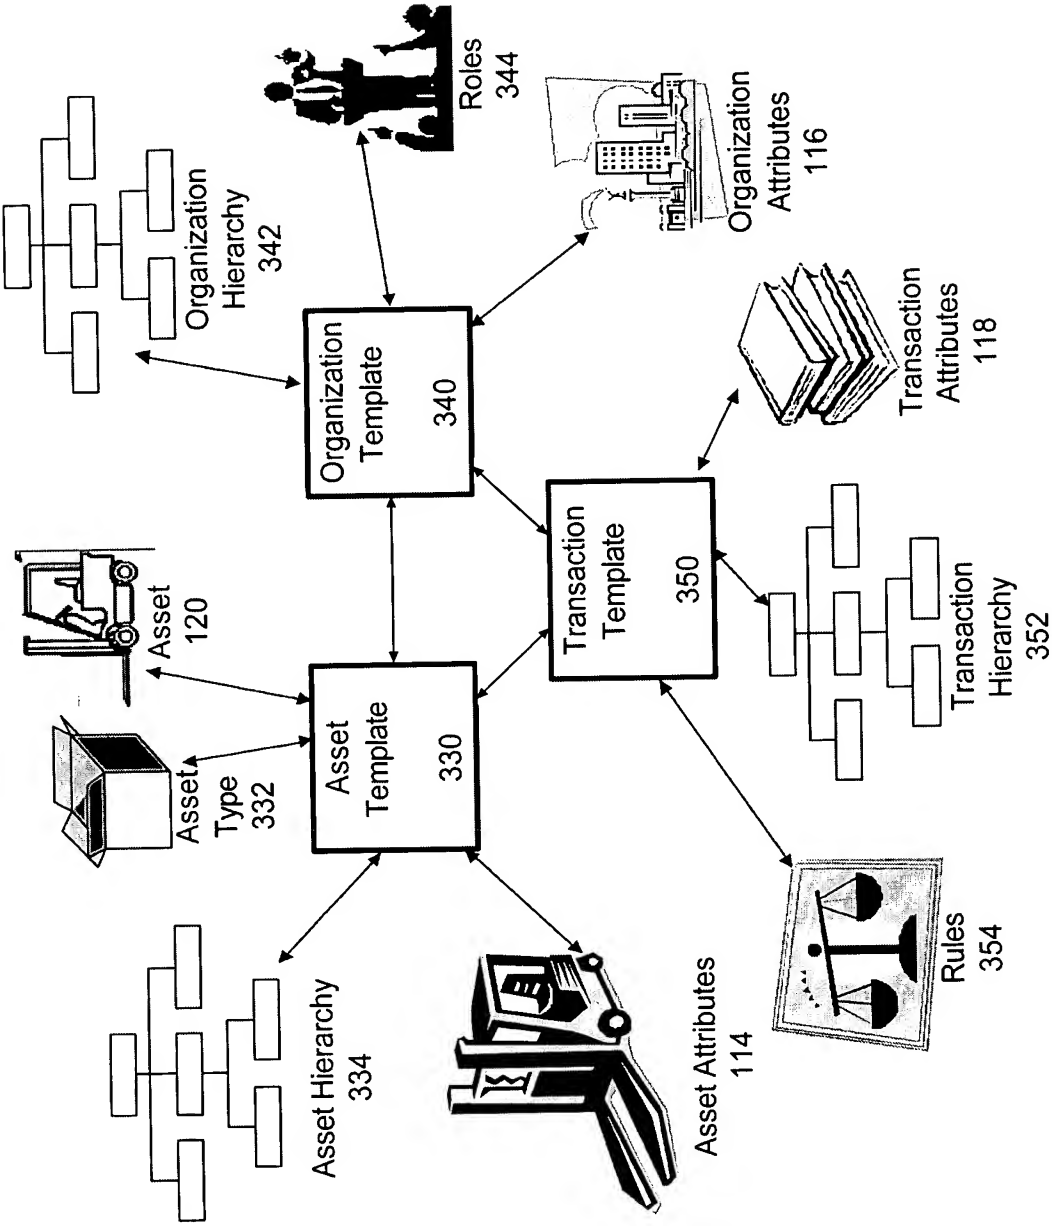 Asset Hierarchy
334
Asset
Type
332
Asset
120
Organization
Hierarchy
342
Asset
Template
330
Organization
Template
340
Roles
344
Asset Attributes
114
Transaction
Template
350
Organization
Attributes
116
Rules
354
Transaction
Hierarchy
352
Transaction
Attributes
118